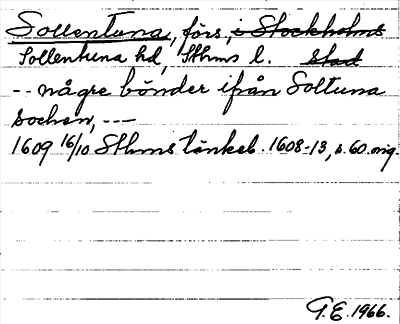 Sollentuna, förs, i Stockholms
Sollentuna hd, Sthms l. stad
-- någre bönder ifrån Soltuna
sochen, ---
1609 16/10 Sthms tänkeb. 1608-13, s. 60. orig.
G.E. 1966.